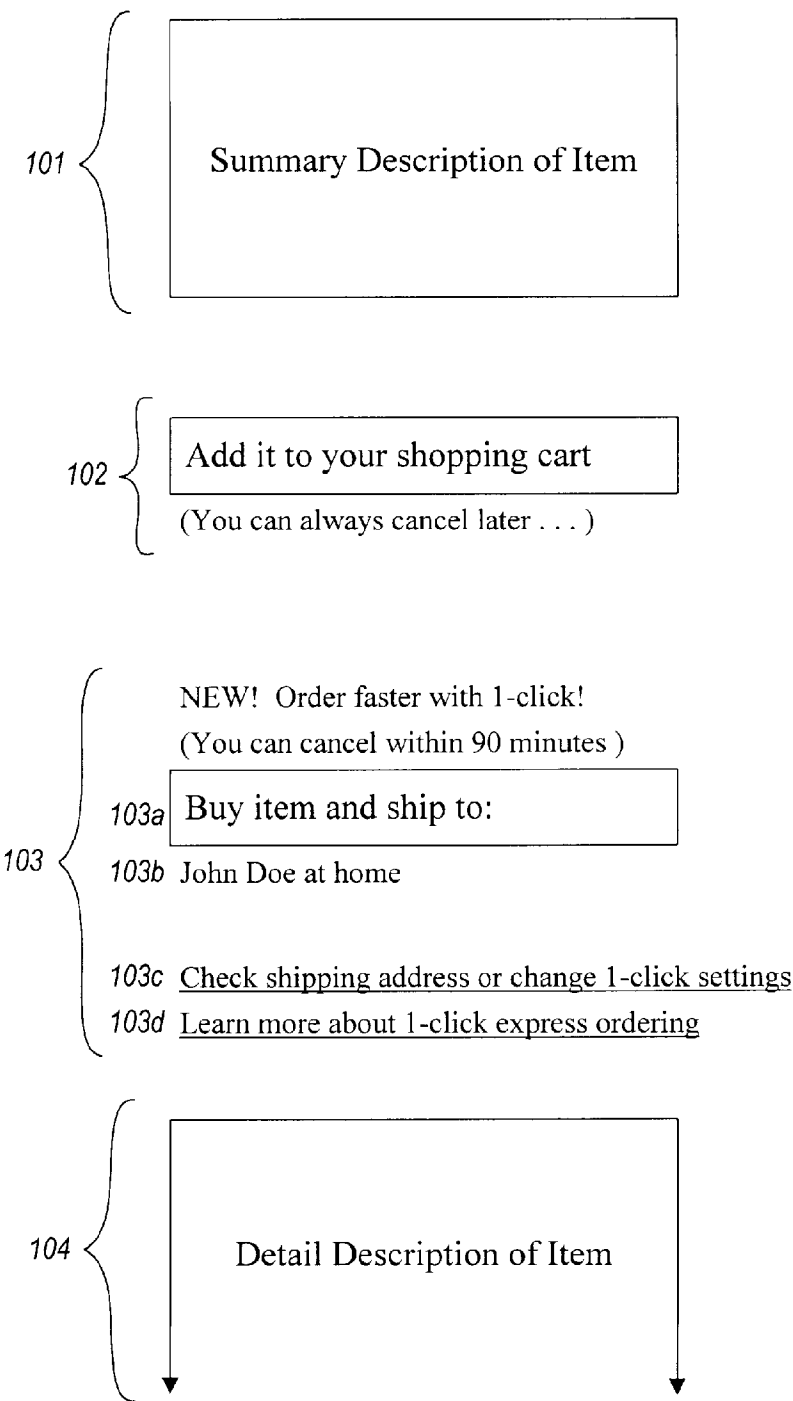 101
Summary Description of Item
102
Add it to your shopping cart
(You can always cancel later . . . )
103
NEW!  Order faster with 1-click!
(You can cancel within 90 minutes )
103a Buy item and ship to:
103b John Doe at home
103c Check shipping address or change 1-click settings
103d Learn more about 1-click express ordering
104
Detail Description of Item